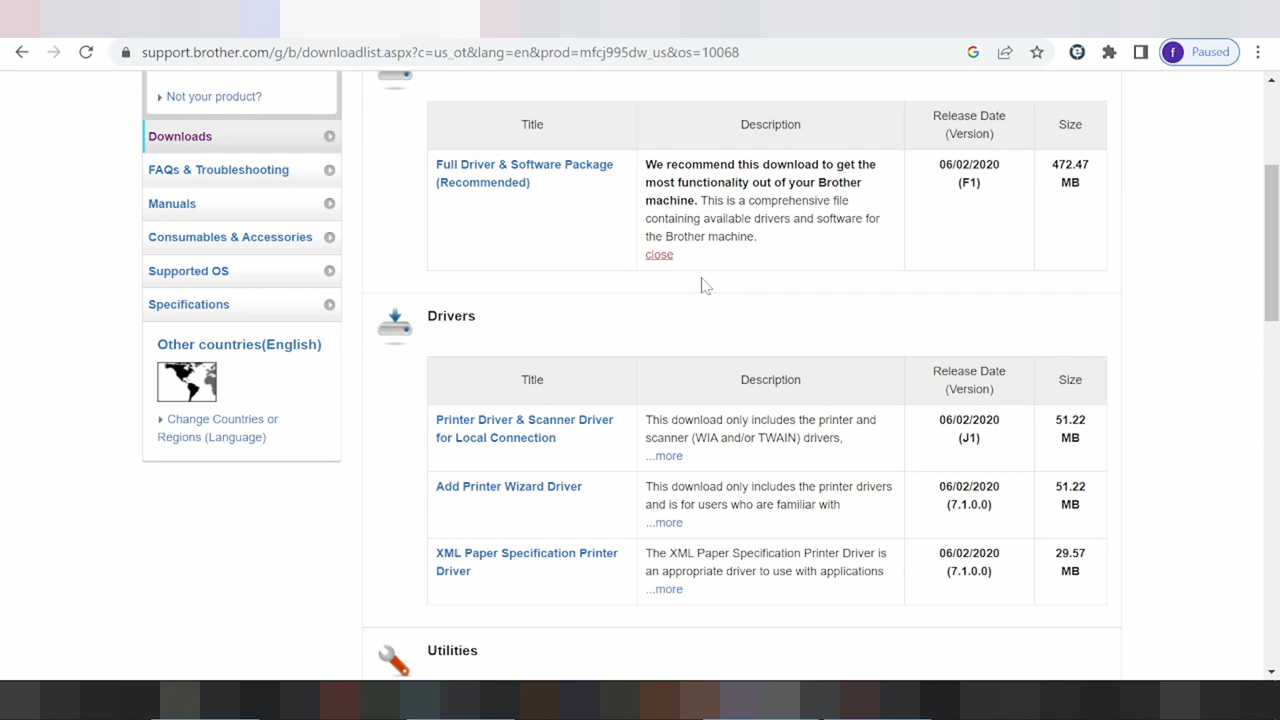 support.brother.com/g/b/downloadlist.aspx?c=us_ot&lang=en&prod=mfcj995dw_us&os=10068
G
f
Paused
Not your product?
Downloads
FAQs & Troubleshooting
Manuals
Consumables & Accessories
Supported OS
Specifications
Other countries(English)
Change Countries or
Regions (Language)
Title
Description
Release Date
(Version)
Size
Full Driver & Software Package
(Recommended)
We recommend this download to get the
most functionality out of your Brother
machine. This is a comprehensive file
containing available drivers and software for
the Brother machine.
close
06/02/2020
(F1)
472.47
MB
Drivers
Title
Description
Release Date
(Version)
Size
Printer Driver & Scanner Driver
for Local Connection
This download only includes the printer and
scanner (WIA and/or TWAIN) drivers,
...more
06/02/2020
(J1)
51.22
MB
Add Printer Wizard Driver
This download only includes the printer drivers
and is for users who are familiar with
...more
06/02/2020
(7.1.0.0)
51.22
MB
XML Paper Specification Printer
Driver
The XML Paper Specification Printer Driver is
an appropriate driver to use with applications
...more
06/02/2020
(7.1.0.0)
29.57
MB
Utilities